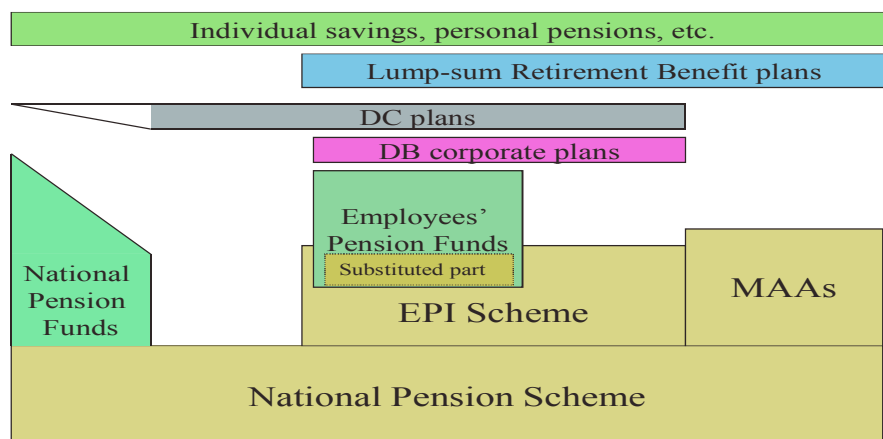 Individual savings, personal pensions, etc.
Lump-sum Retirement Benefit plans
DC plans
DB corporate plans
Employees’
Pension Funds
Substituted part
National
Pension
Funds
EPI Scheme
MAAs
National Pension Scheme